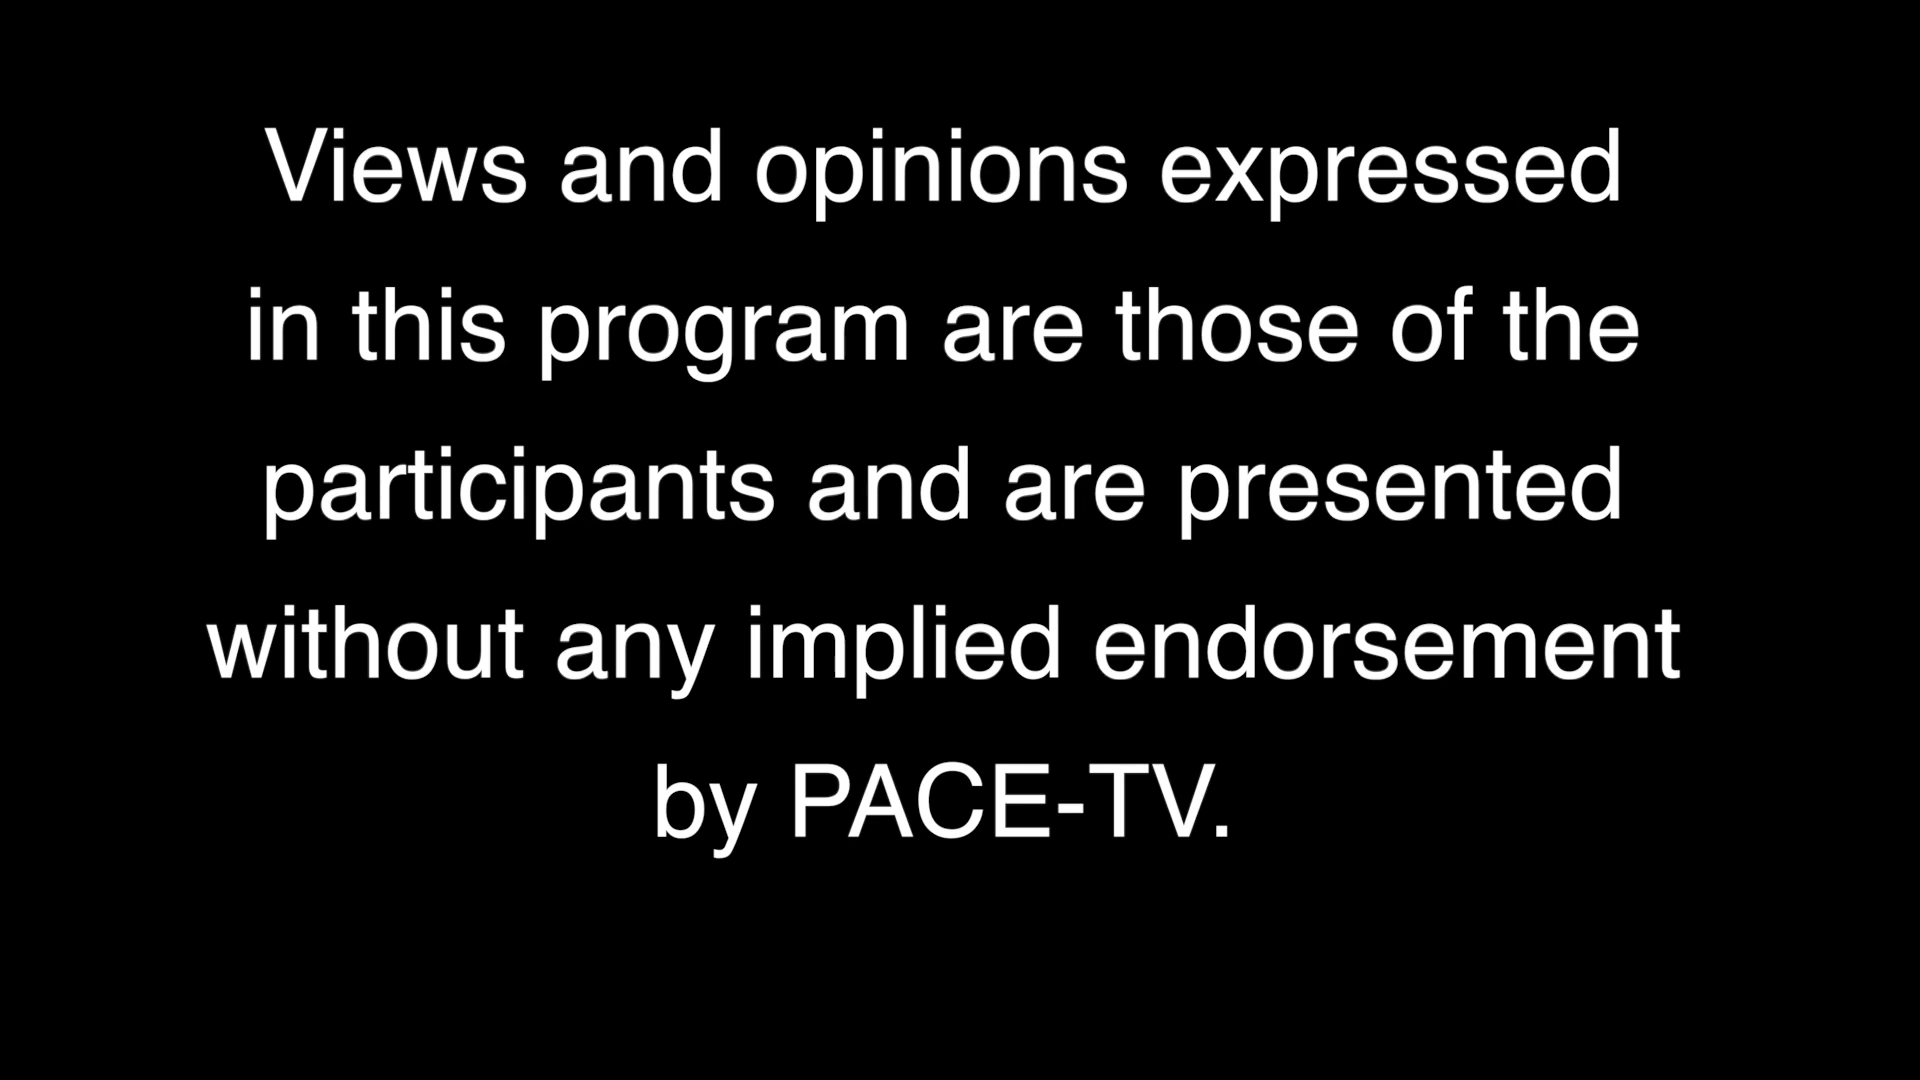 Views and opinions expressed
in this program are those of the
participants and are presented
without any implied endorsement
by PACE-TV.